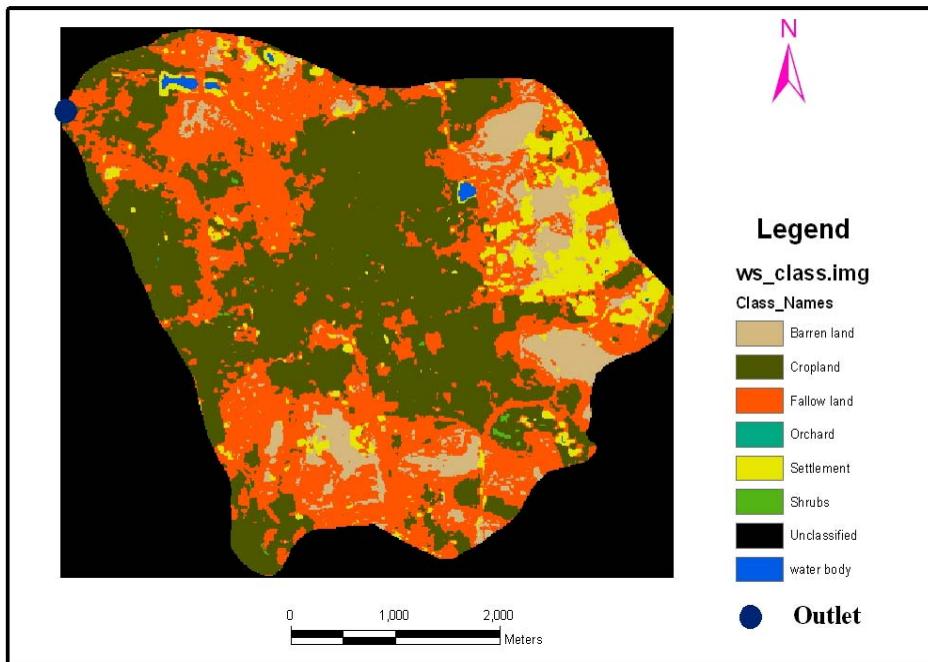 N
Legend
ws_class.img
Class_Names
Barren land
Cropland
Fallow land
Orchard
Settlement
Shrubs
Unclassified
water body
Outlet
0 1,000 2,000
Meters